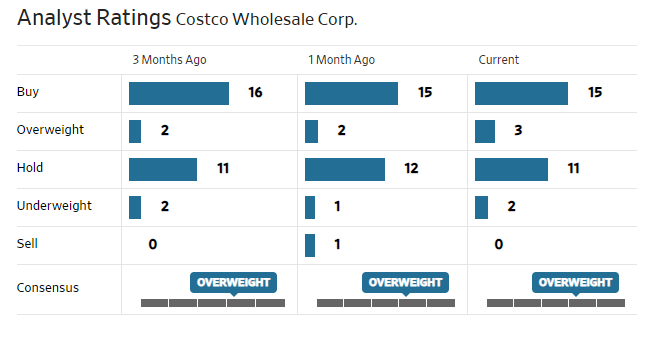 Analyst Ratings Costco Wholesale Corp.
3 Months Ago 1 Month Ago Current
Buy 16 15 15
Overweight 2 2 3
Hold 11 12 11
Underweight 2 1 2
Sell 0 1 0
Consensus OVERWEIGHT OVERWEIGHT OVERWEIGHT